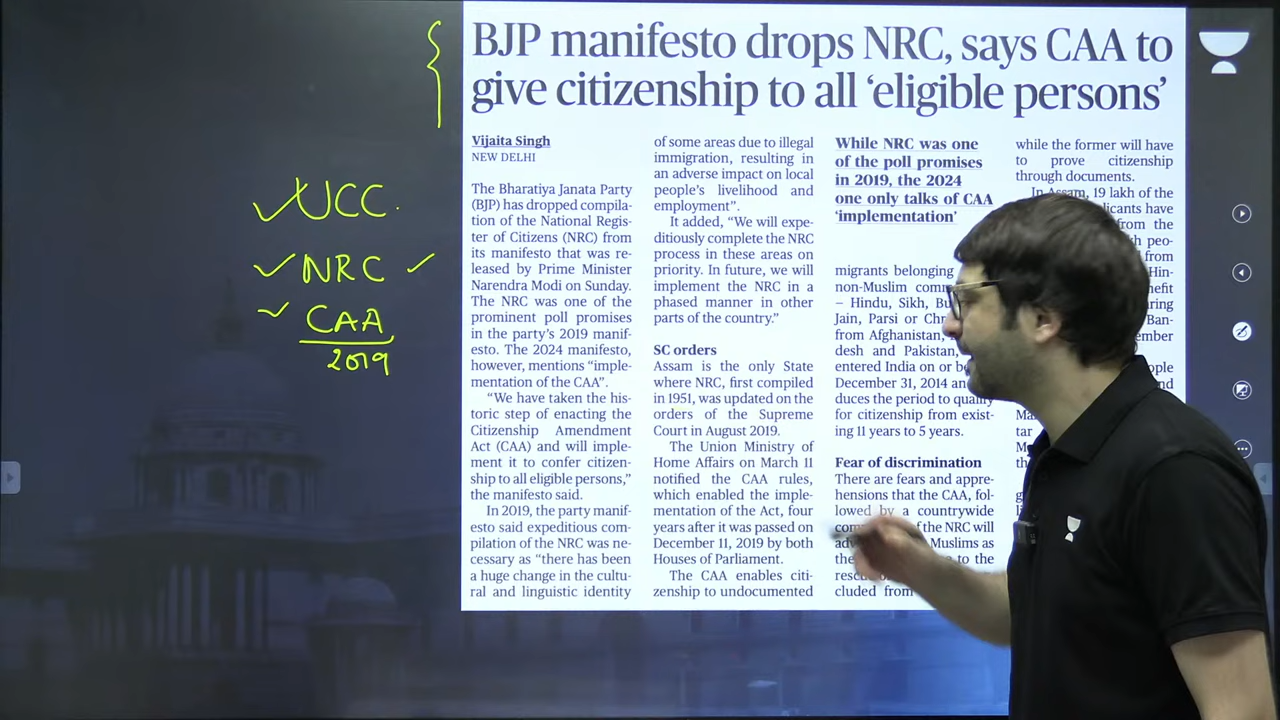 BJP manifesto drops NRC, says CAA to
give citizenship to all ‘eligible persons’
UCC
NRC
CAA
2019
Vijaita Singh
NEW DELHI
The Bharatiya Janata Party
(BJP) has dropped compila-
tion of the National Regis-
ter of Citizens (NRC) from
its manifesto that was re-
leased by Prime Minister
Narendra Modi on Sunday.
The NRC was one of the
prominent poll promises
in the party’s 2019 manif-
esto. The 2024 manifesto,
however, mentions “imple-
mentation of the CAA”.
“We have taken the his-
toric step of enacting the
Citizenship Amendment
Act (CAA) and will imple-
ment it to confer citizen-
ship to all eligible persons,”
the manifesto said.
In 2019, the party manif-
esto said expeditious com-
pilation of the NRC was ne-
cessary as “there has been
a huge change in the cultu-
ral and linguistic identity
of some areas due to illegal
immigration, resulting in
an adverse impact on local
people’s livelihood and
employment”.
It added, “We will expe-
ditiously complete the NRC
process in these areas on
priority. In future, we will
implement the NRC in a
phased manner in other
parts of the country.”
SC orders
Assam is the only State
where NRC, first compiled
in 1951, was updated on the
orders of the Supreme
Court in August 2019.
The Union Ministry of
Home Affairs on March 11
notified the CAA rules,
which enabled the imple-
mentation of the Act, four
years after it was passed on
December 11, 2019 by both
Houses of Parliament.
The CAA enables citi-
zenship to undocumented
While NRC was one
of the poll promises
in 2019, the 2024
one only talks of CAA
‘implementation’
migrants belonging
non-Muslim
– Hindu, Sikh,
Jain, Parsi or
from Afghanistan,
desh and Pakistan,
entered India on or
December 31, 2014
duces the period to qualify
for citizenship from exist-
ing 11 years to 5 years.
Fear of discrimination
There are fears and appre-
hensions that the CAA, fol-
lowed by a countrywide
of the NRC will
Muslims as
to the
cluded from
while the former will have
to prove citizenship
through documents.
In Assam, 19 lakh of the
have
from the
from